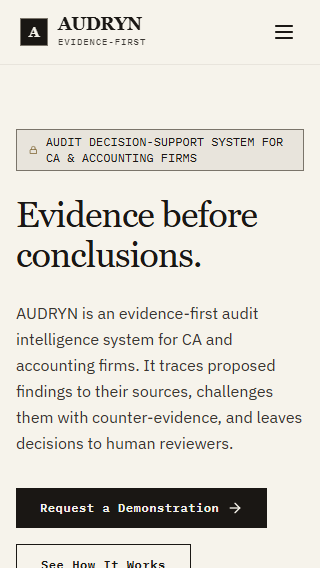 A
AUDRYN
EVIDENCE-FIRST
AUDIT DECISION-SUPPORT SYSTEM FOR
CA & ACCOUNTING FIRMS
Evidence before
conclusions.
AUDRYN is an evidence-first audit
intelligence system for CA and
accounting firms. It traces proposed
findings to their sources, challenges
them with counter-evidence, and leaves
decisions to human reviewers.
Request a Demonstration →
See How It Works